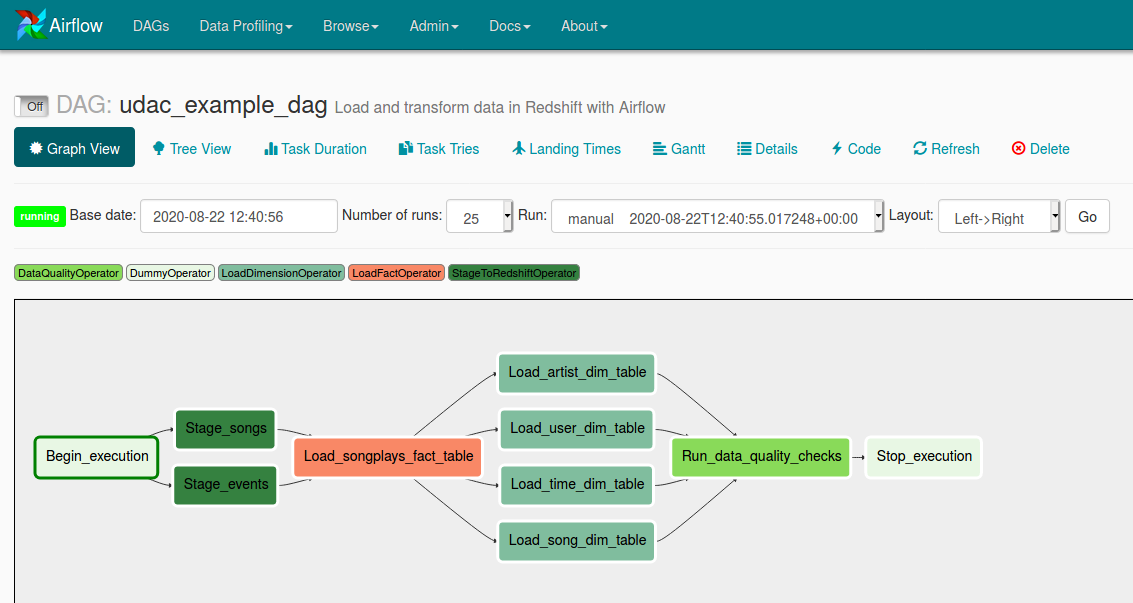 Airflow DAGs Data Profiling Browse Admin Docs About
Off DAG: udac_example_dag Load and transform data in Redshift with Airflow
Graph View Tree View Task Duration Task Tries Landing Times Gantt Details Code Refresh Delete
running Base date: 2020-08-22 12:40:56 Number of runs: 25 Run: manual 2020-08-22T12:40:55.017248+00:00 Layout: Left->Right Go
DataQualityOperator DummyOperator LoadDimensionOperator LoadFactOperator StageToRedshiftOperator
Load_artist_dim_table
Stage_songs Load_user_dim_table
Begin_execution Load_songplays_fact_table Run_data_quality_checks Stop_execution
Stage_events Load_time_dim_table
Load_song_dim_table